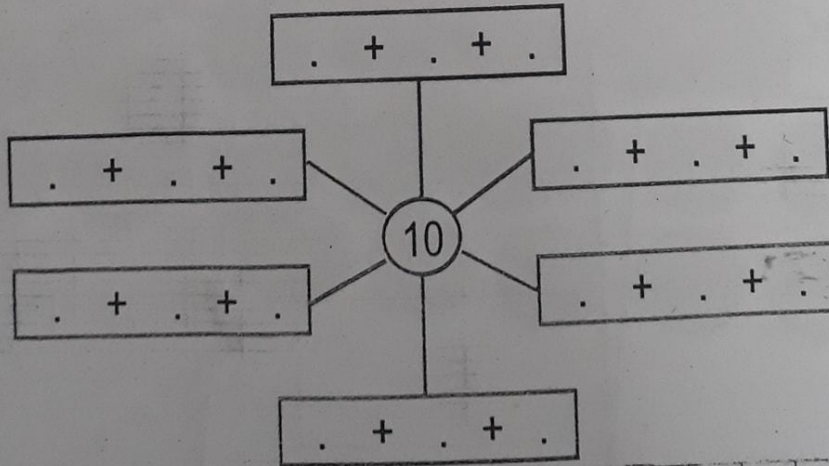 . + . + .
. + . + .
. + . + .
10
. + . + .
. + . + .
. + . + .